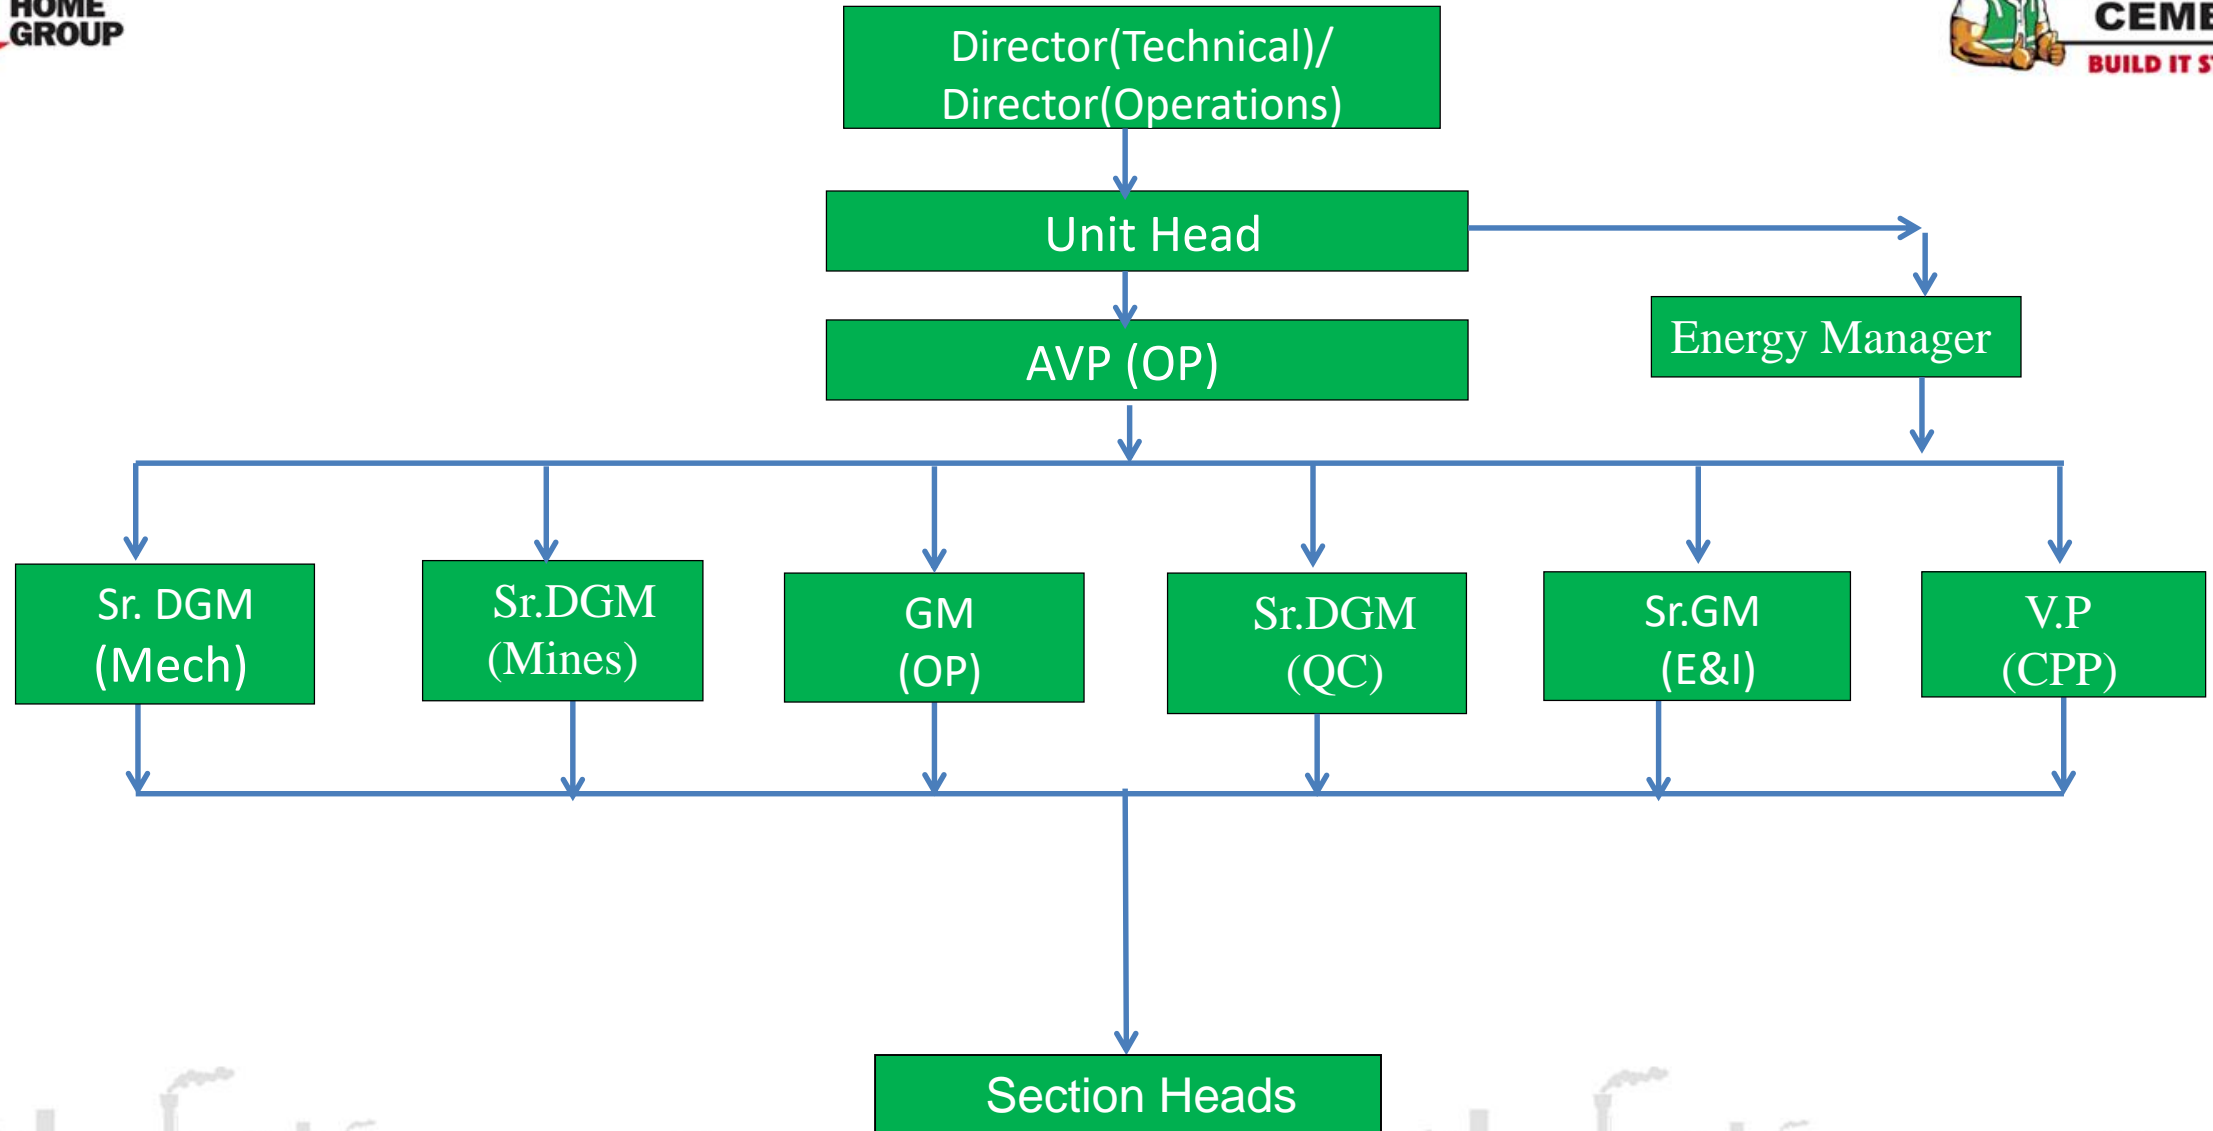 HOME
GROUP
CEME
BUILD IT S
Director(Technical)/
Director(Operations)
Unit Head
AVP (OP)
Energy Manager
Sr. DGM
(Mech)
Sr.DGM
(Mines)
GM
(OP)
Sr.DGM
(QC)
Sr.GM
(E&I)
V.P
(CPP)
Section Heads